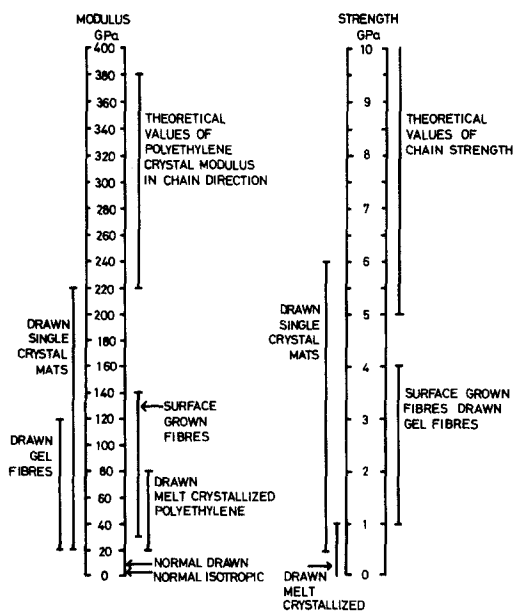 MODULUS
GPa
400
380
360
340
320
300
280
260
240
220
200
180
160
140
120
100
80
60
40
20
0
THEORETICAL
VALUES OF
POLYETHYLENE
CRYSTAL MODULUS
IN CHAIN DIRECTION
DRAWN
SINGLE
CRYSTAL
MATS
DRAWN
GEL
FIBRES
SURFACE
GROWN
FIBRES
DRAWN
MELT CRYSTALLIZED
POLYETHYLENE
NORMAL DRAWN
NORMAL ISOTROPIC
STRENGTH
GPa
10
9
8
7
6
5
4
3
2
1
0
THEORETICAL
VALUES OF
CHAIN STRENGTH
DRAWN
SINGLE
CRYSTAL
MATS
SURFACE GROWN
FIBRES DRAWN
GEL FIBRES
DRAWN
MELT
CRYSTALLIZED